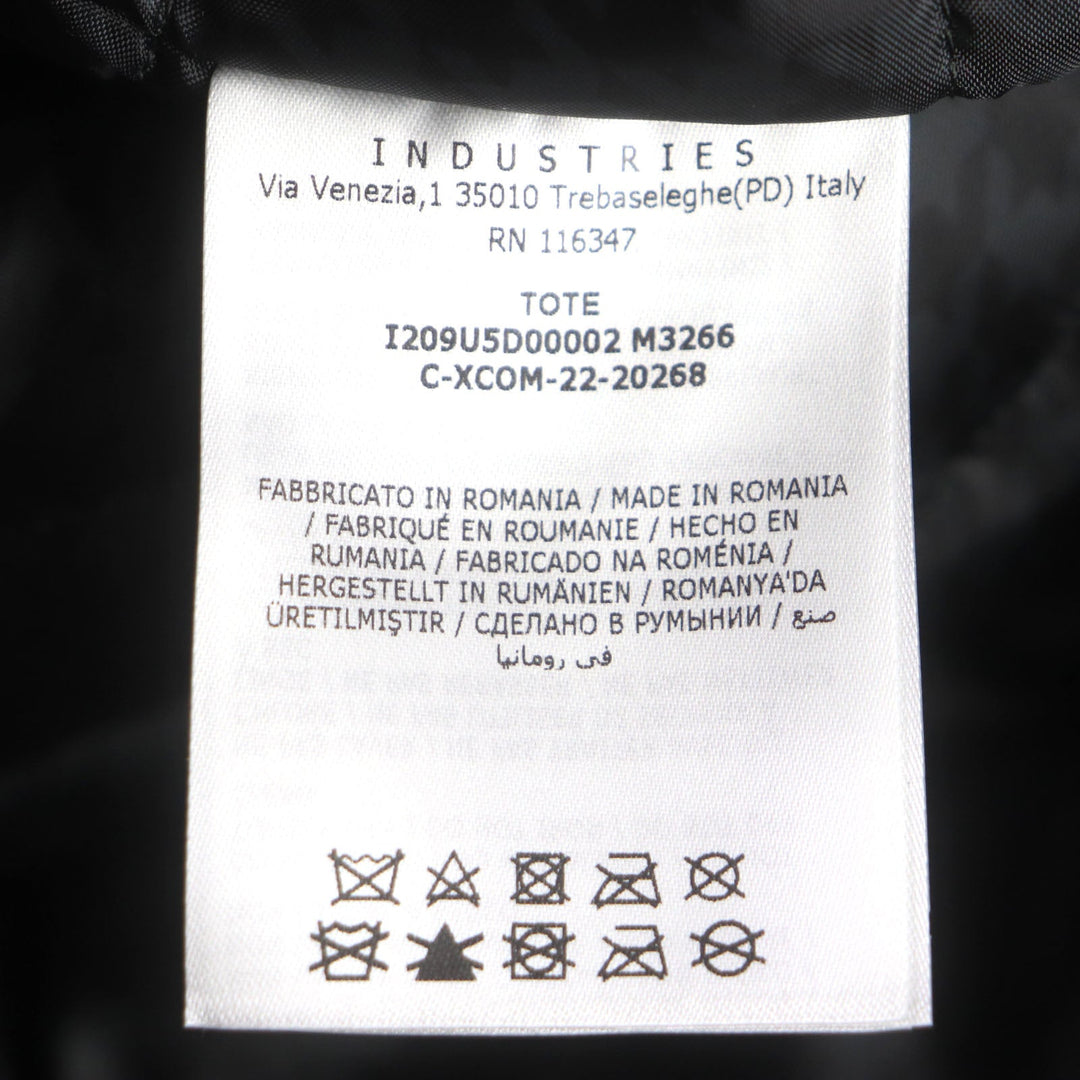 INDUSTRIES
Via Venezia,1 35010 Trebaseleghe(PD) Italy
RN 116347
TOTE
I209U5D00002 M3266
C-XCOM-22-20268
FABBRICATO IN ROMANIA / MADE IN ROMANIA
/ FABRIQUÉ EN ROUMANIE / HECHO EN
RUMANIA / FABRICADO NA ROMÉNIA /
HERGESTELLT IN RUMÄNIEN / ROMANYA'DA
ÜRETILMIŞTIR / СДЕЛАНО В РУМЫНИИ / صنع
في رومانيا